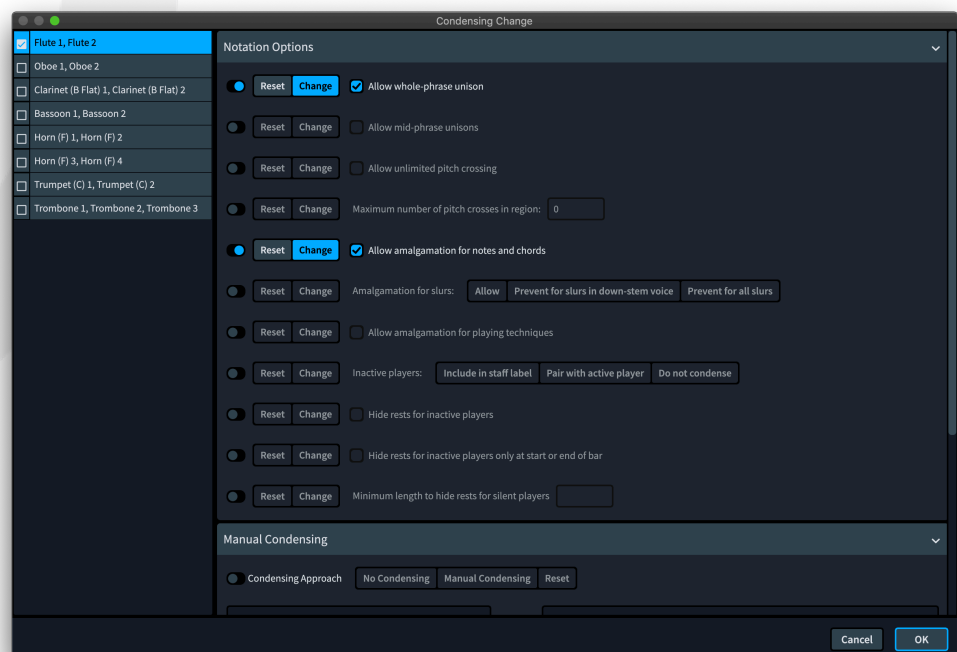 Condensing Change
Flute 1, Flute 2
Oboe 1, Oboe 2
Clarinet (B Flat) 1, Clarinet (B Flat) 2
Bassoon 1, Bassoon 2
Horn (F) 1, Horn (F) 2
Horn (F) 3, Horn (F) 4
Trumpet (C) 1, Trumpet (C) 2
Trombone 1, Trombone 2, Trombone 3
Notation Options
Reset Change Allow whole-phrase unison
Reset Change Allow mid-phrase unisons
Reset Change Allow unlimited pitch crossing
Reset Change Maximum number of pitch crosses in region: 0
Reset Change Allow amalgamation for notes and chords
Reset Change Amalgamation for slurs: Allow Prevent for slurs in down-stem voice Prevent for all slurs
Reset Change Allow amalgamation for playing techniques
Reset Change Inactive players: Include in staff label Pair with active player Do not condense
Reset Change Hide rests for inactive players
Reset Change Hide rests for inactive players only at start or end of bar
Reset Change Minimum length to hide rests for silent players
Manual Condensing
Condensing Approach No Condensing Manual Condensing Reset
Cancel OK